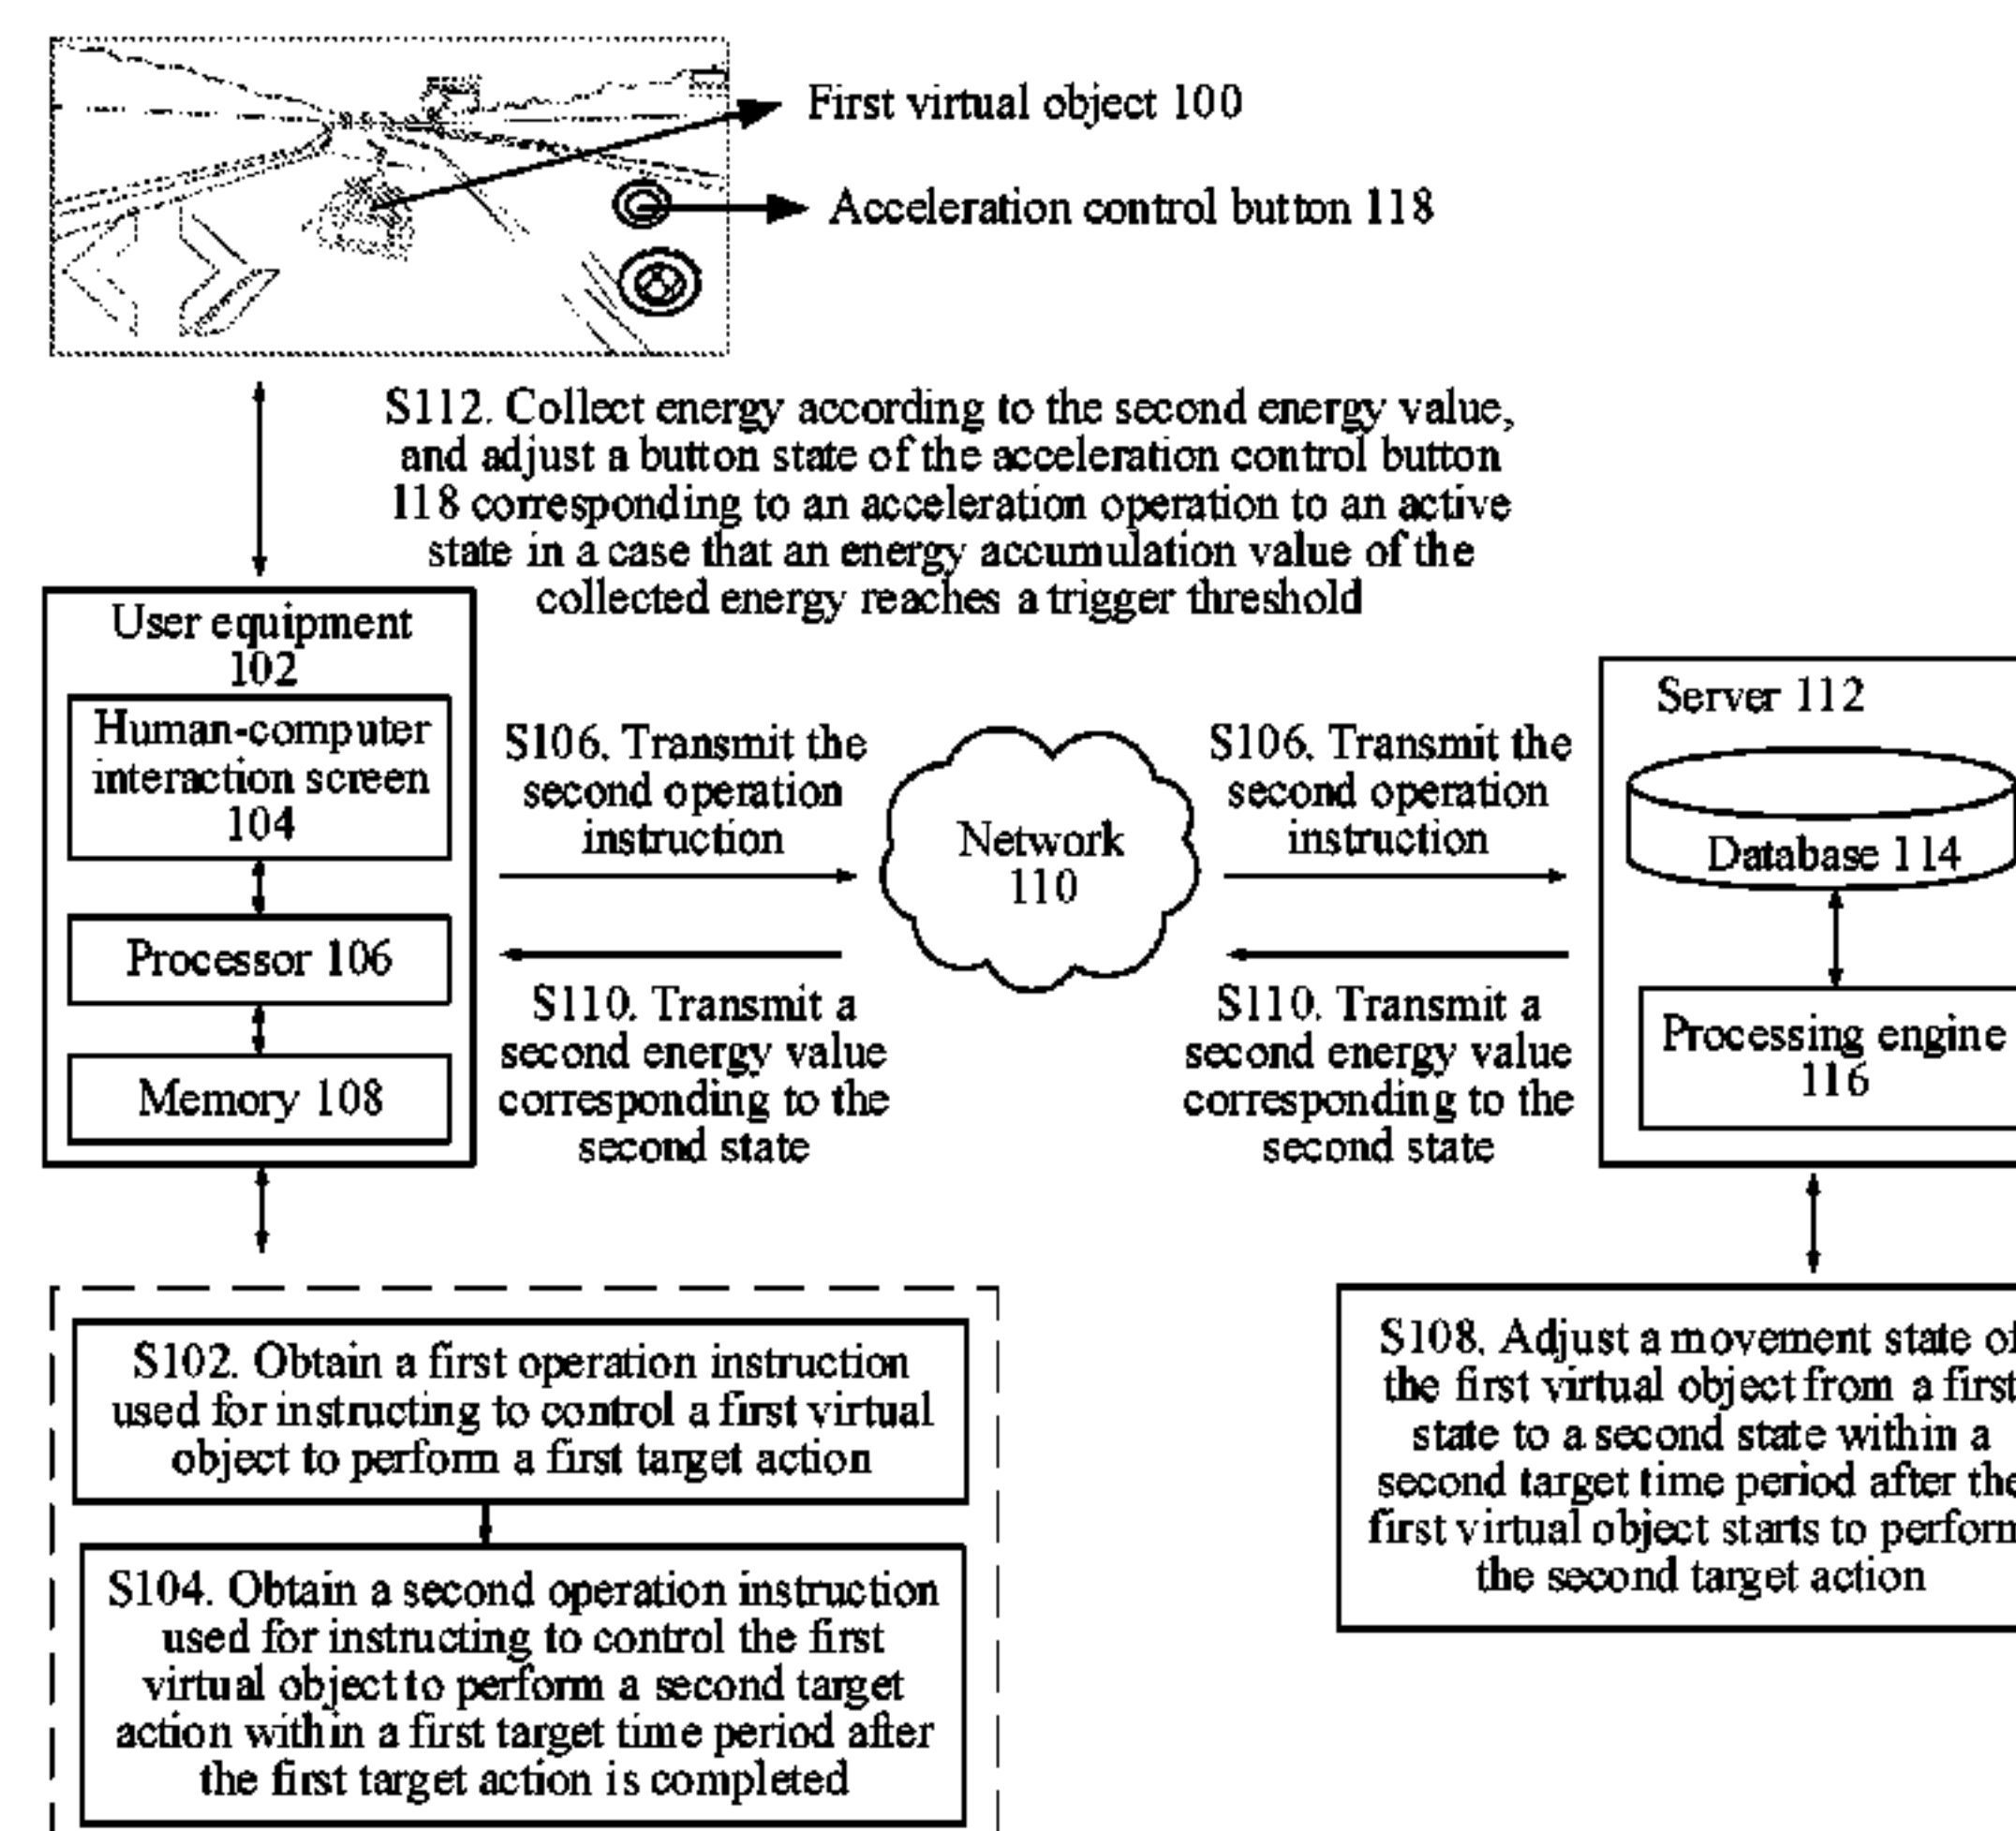 First virtual object 100
Acceleration control button 118
S112. Collect energy according to the second energy value,
and adjust a button state of the acceleration control button
118 corresponding to an acceleration operation to an active
state in a case that an energy accumulation value of the
collected energy reaches a trigger threshold
User equipment
102
Human-computer
interaction screen
104
Processor 106
Memory 108
S106. Transmit the
second operation
instruction
S110. Transmit a
second energy value
corresponding to the
second state
Network
110
S106. Transmit the
second operation
instruction
S110. Transmit a
second energy value
corresponding to the
second state
Server 112
Database 114
Processing engine
116
S102. Obtain a first operation instruction
used for instructing to control a first virtual
object to perform a first target action
S104. Obtain a second operation instruction
used for instructing to control the first
virtual object to perform a second target
action within a first target time period after
the first target action is completed
S108. Adjust a movement state of
the first virtual object from a first
state to a second state within a
second target time period after the
first virtual object starts to perform
the second target action